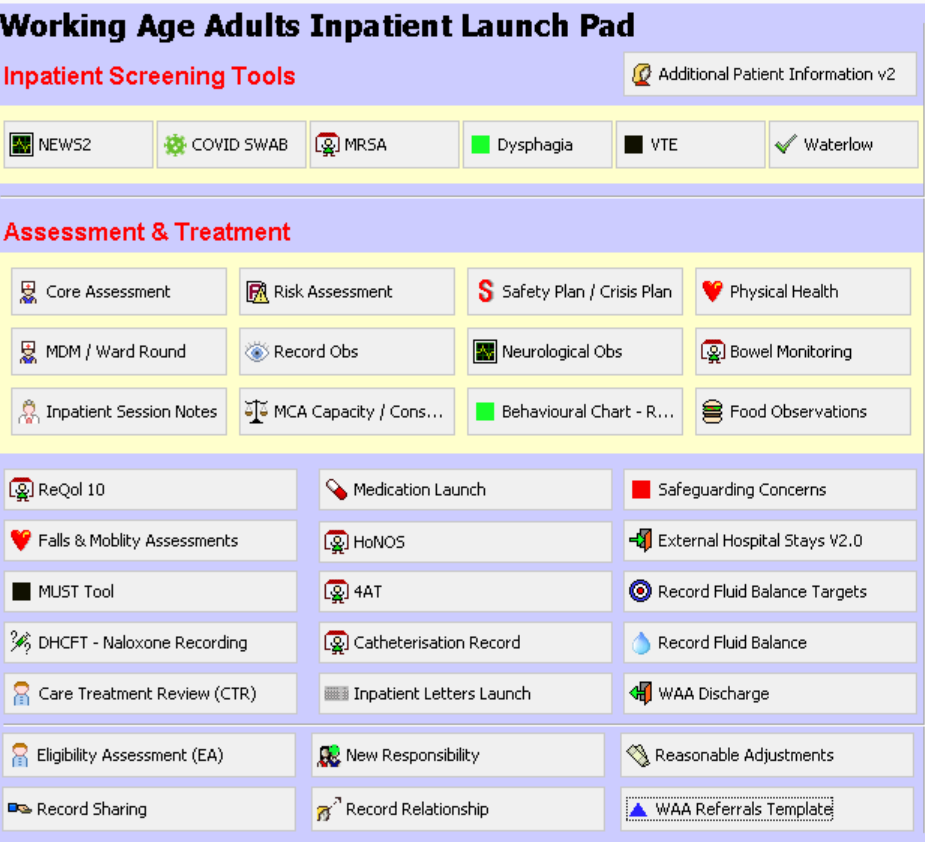 Working Age Adults Inpatient Launch Pad
Inpatient Screening Tools
Additional Patient Information v2
NEWS2
COVID SWAB
MRSA
Dysphagia
VTE
Waterlow
Assessment & Treatment
Core Assessment
Risk Assessment
Safety Plan / Crisis Plan
Physical Health
MDM / Ward Round
Record Obs
Neurological Obs
Bowel Monitoring
Inpatient Session Notes
MCA Capacity / Cons...
Behavioural Chart - R...
Food Observations
ReQol 10
Medication Launch
Safeguarding Concerns
Falls & Moblity Assessments
HoNOS
External Hospital Stays V2.0
MUST Tool
4AT
Record Fluid Balance Targets
DHCFT - Naloxone Recording
Catheterisation Record
Record Fluid Balance
Care Treatment Review (CTR)
Inpatient Letters Launch
WAA Discharge
Eligibility Assessment (EA)
New Responsibility
Reasonable Adjustments
Record Sharing
Record Relationship
WAA Referrals Template